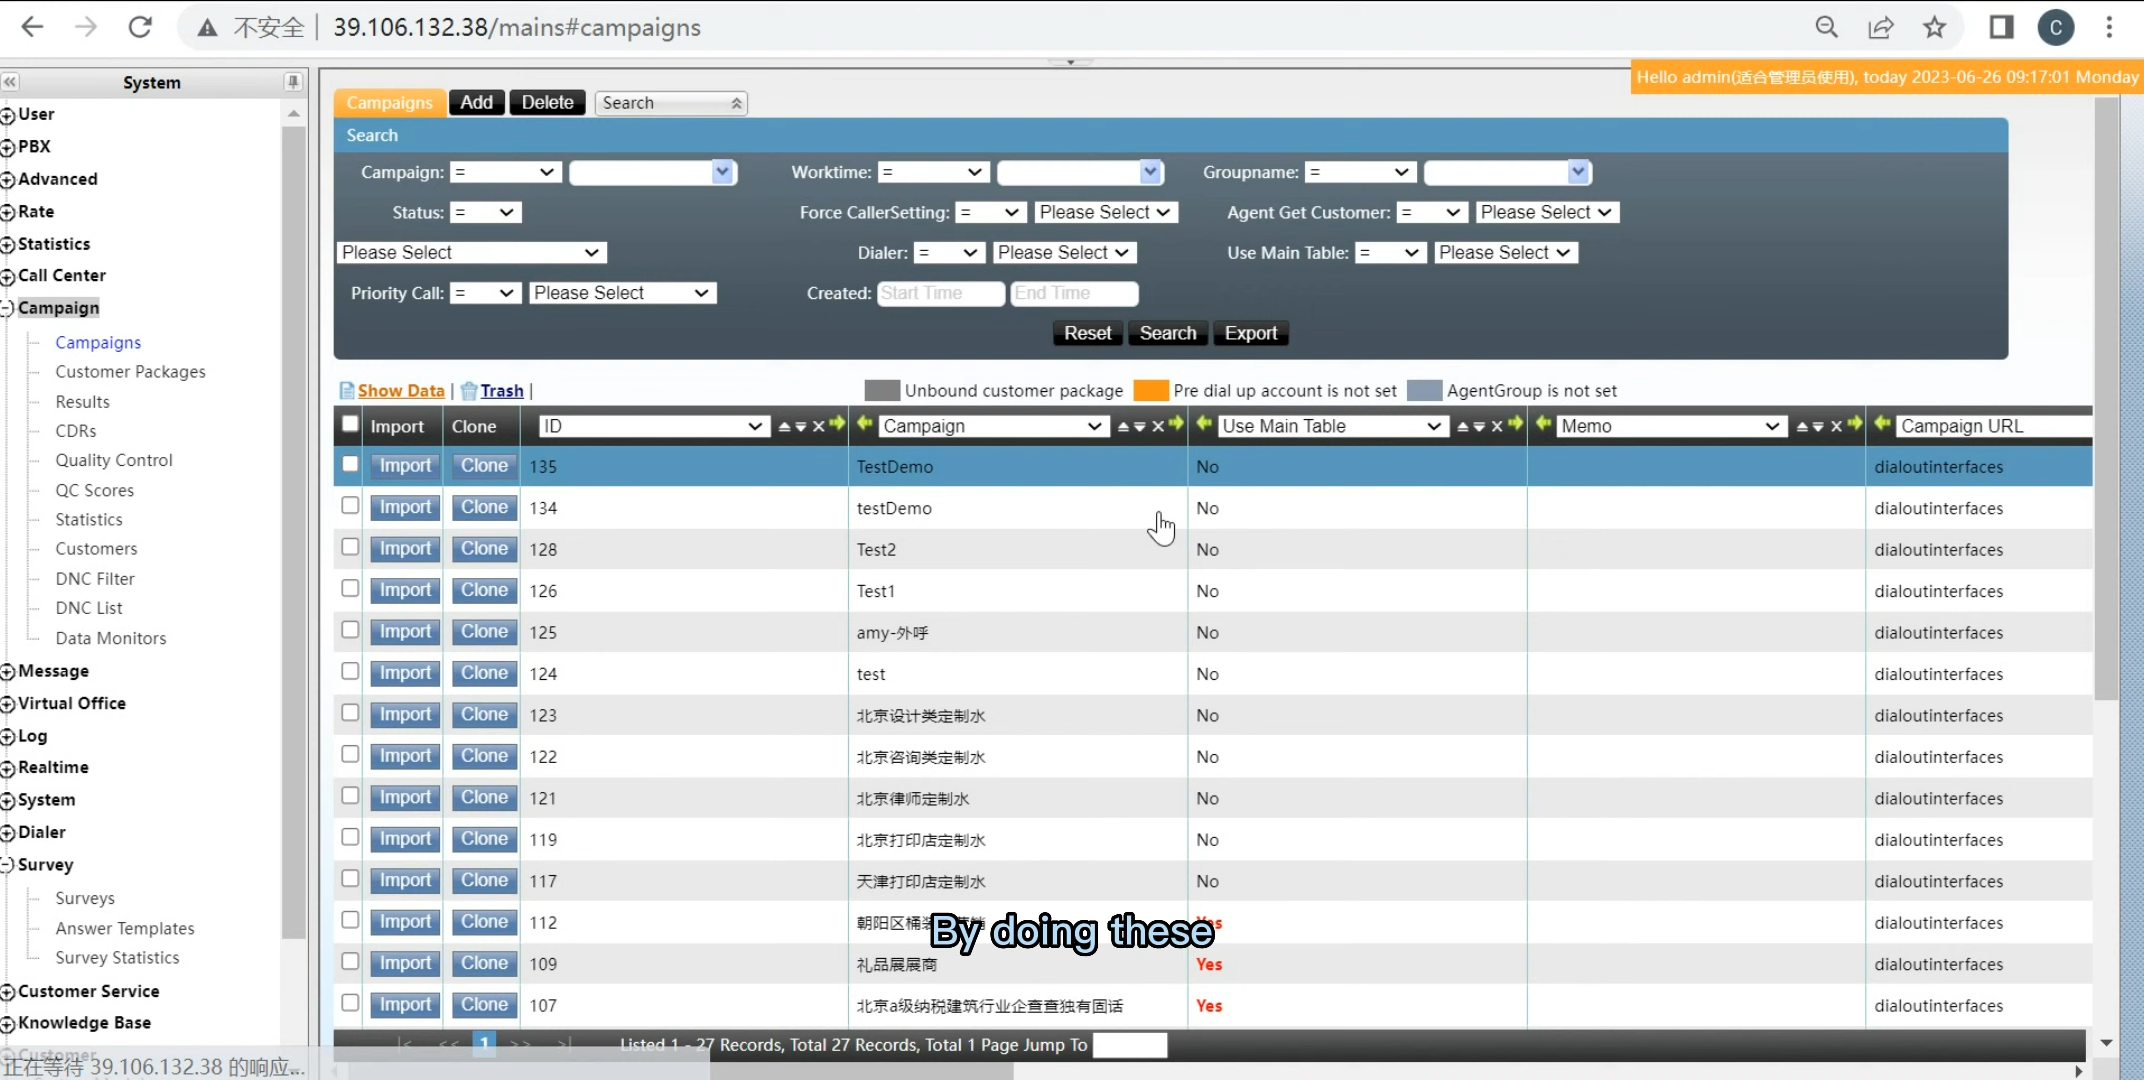 不安全 | 39.106.132.38/mains#campaigns
C
Hello admin(适合管理员使用), today 2023-06-26 09:17:01 Monday
System
User
PBX
Advanced
Rate
Statistics
Call Center
Campaign
Campaigns
Customer Packages
Results
CDRs
Quality Control
QC Scores
Statistics
Customers
DNC Filter
DNC List
Data Monitors
Message
Virtual Office
Log
Realtime
System
Dialer
Survey
Surveys
Answer Templates
Survey Statistics
Customer Service
Knowledge Base
Customer
正在等待 39.106.132.38 的响应...
Campaigns Add Delete Search
Search
Campaign: = Worktime: = Groupname: =
Status: = Force CallerSetting: = Please Select Agent Get Customer: = Please Select
Please Select Dialer: = Please Select Use Main Table: = Please Select
Priority Call: = Please Select Created: Start Time End Time
Reset Search Export
Show Data | Trash | Unbound customer package Pre dial up account is not set AgentGroup is not set
Import Clone ID Campaign Use Main Table Memo Campaign URL
Import Clone 135 TestDemo No dialoutinterfaces
Import Clone 134 testDemo No dialoutinterfaces
Import Clone 128 Test2 No dialoutinterfaces
Import Clone 126 Test1 No dialoutinterfaces
Import Clone 125 amy-外呼 No dialoutinterfaces
Import Clone 124 test No dialoutinterfaces
Import Clone 123 北京设计类定制水 No dialoutinterfaces
Import Clone 122 北京咨询类定制水 No dialoutinterfaces
Import Clone 121 北京律师定制水 No dialoutinterfaces
Import Clone 119 北京打印店定制水 No dialoutinterfaces
Import Clone 117 天津打印店定制水 No dialoutinterfaces
Import Clone 112 朝阳区桶 Yes dialoutinterfaces
By doing these
Import Clone 109 礼品展展商 Yes dialoutinterfaces
Import Clone 107 北京a级纳税建筑行业企查查独有固话 Yes dialoutinterfaces
|< << 1 >> >| Listed 1 - 27 Records, Total 27 Records, Total 1 Page Jump To